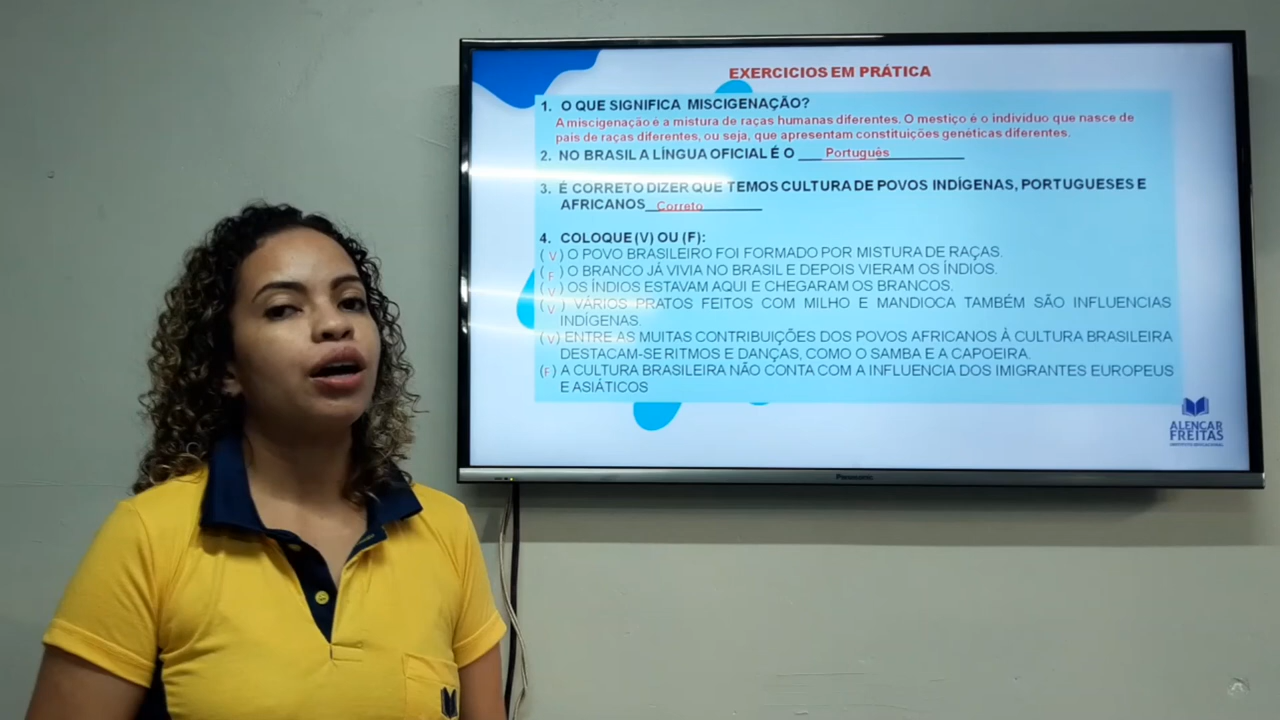 EXERCICIOS EM PRÁTICA
1. O QUE SIGNIFICA MISCIGENAÇÃO?
A miscigenação é a mistura de raças humanas diferentes. O mestiço é o indivíduo que nasce de
pais de raças diferentes, ou seja, que apresentam constituições genéticas diferentes.
2. NO BRASIL A LÍNGUA OFICIAL É O ___Português___________
3. É CORRETO DIZER QUE TEMOS CULTURA DE POVOS INDÍGENAS, PORTUGUESES E
AFRICANOS__Correto________
4. COLOQUE (V) OU (F):
(V) O POVO BRASILEIRO FOI FORMADO POR MISTURA DE RAÇAS.
(F) O BRANCO JÁ VIVIA NO BRASIL E DEPOIS VIERAM OS ÍNDIOS.
(V) OS ÍNDIOS ESTAVAM AQUI E CHEGARAM OS BRANCOS.
(V) VÁRIOS PRATOS FEITOS COM MILHO E MANDIOCA TAMBÉM SÃO INFLUENCIAS
INDÍGENAS.
(V) ENTRE AS MUITAS CONTRIBUIÇÕES DOS POVOS AFRICANOS À CULTURA BRASILEIRA
DESTACAM-SE RITMOS E DANÇAS, COMO O SAMBA E A CAPOEIRA.
(F) A CULTURA BRASILEIRA NÃO CONTA COM A INFLUENCIA DOS IMIGRANTES EUROPEUS
E ASIÁTICOS
ALENCAR
FREITAS
Panasonic